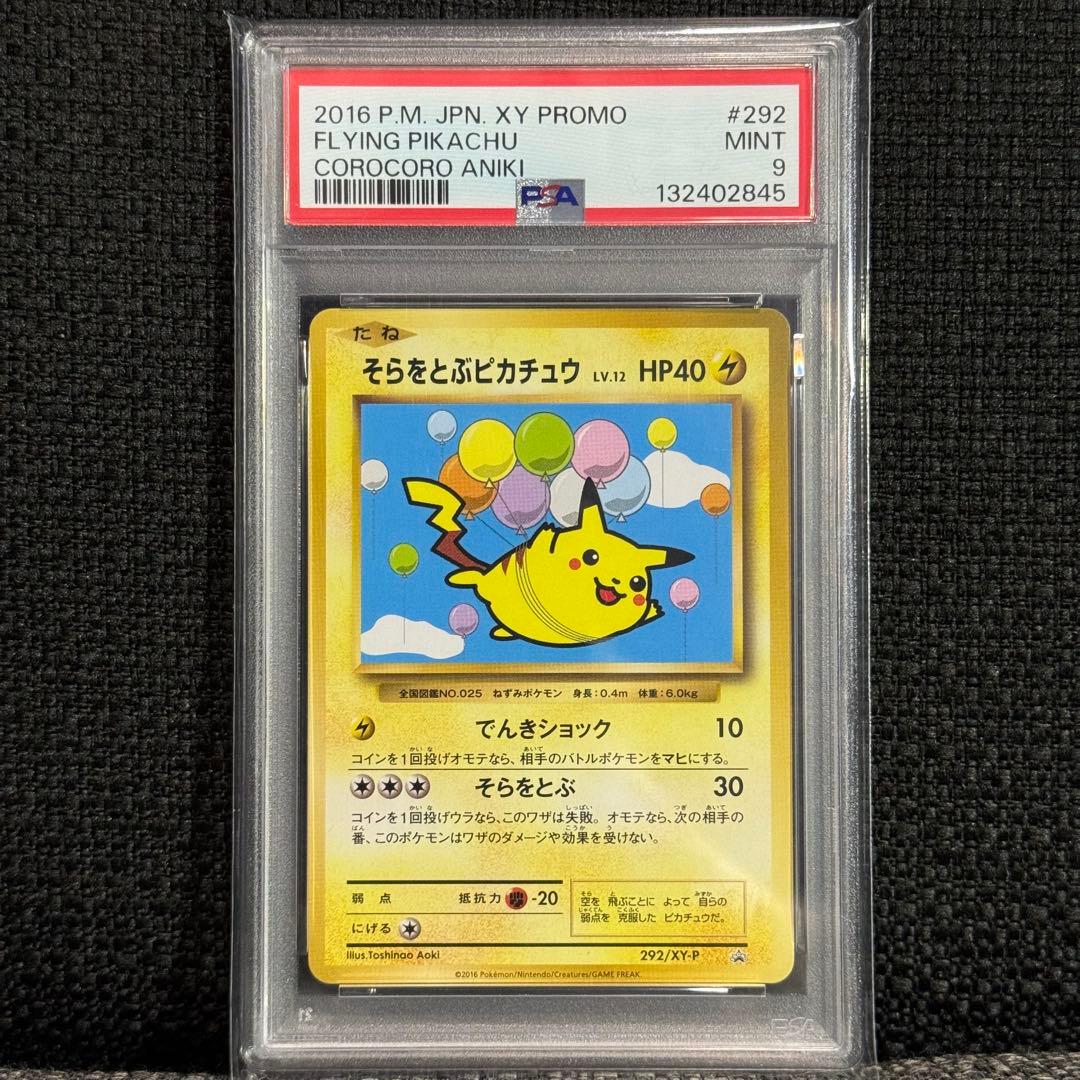 2016 P.M. JPN. XY PROMO #292
FLYING PIKACHU MINT
COROCORO ANIKI 9
PSA 132402845
たね
そらをとぶピカチュウ LV.12 HP40
全国図鑑NO.025 ねずみポケモン 身長:0.4m 体重:6.0kg
でんきショック 10
コインを1回投げオモテなら、相手のバトルポケモンをマヒにする。
そらをとぶ 30
コインを1回投げウラなら、このワザは失敗。オモテなら、次の相手の
番、このポケモンはワザのダメージや効果を受けない。
弱点 抵抗力 -20
にげる
空を 飛ぶことに よって 自らの
弱点を 克服した ピカチュウだ。
Illus.Toshinao Aoki 292/XY-P
©2016 Pokémon/Nintendo/Creatures/GAME FREAK.
PSA